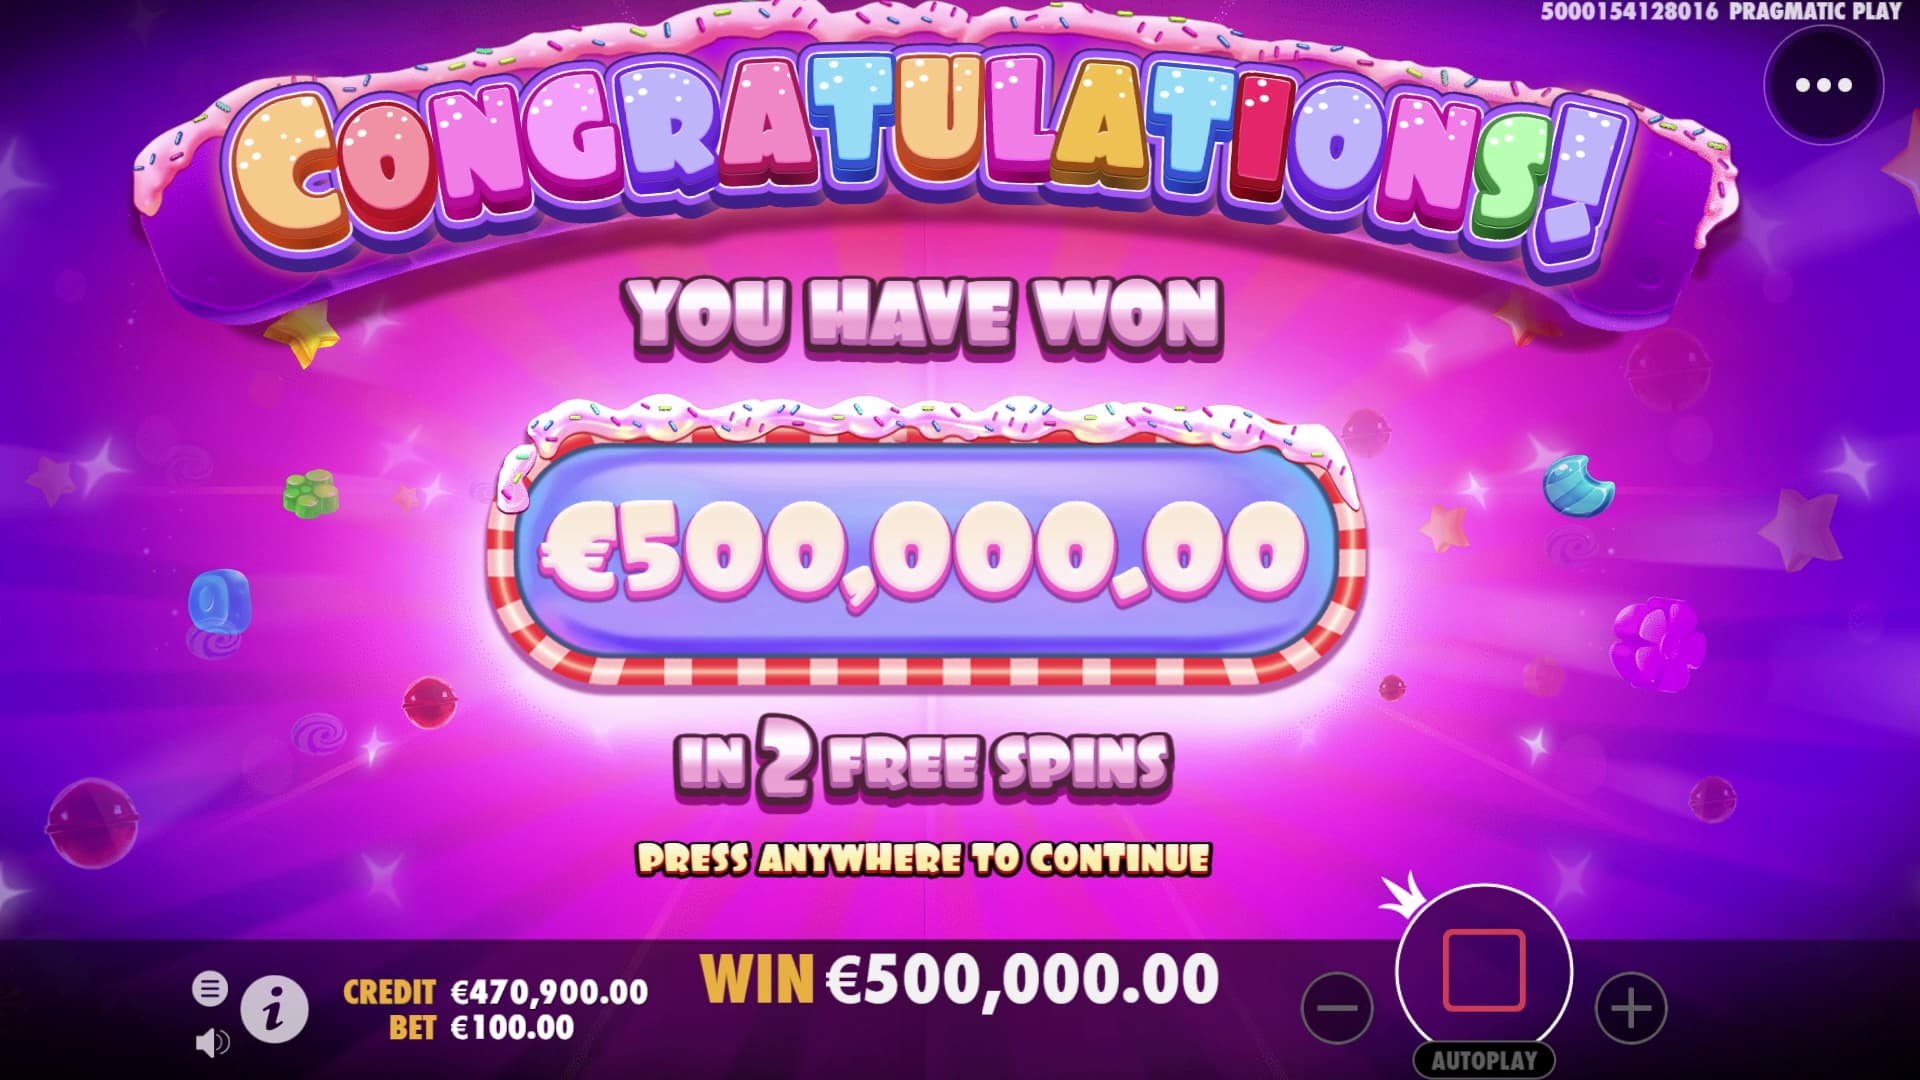 5000154128016 PRAGMATIC PLAY
CONGRATULATIONS!
YOU HAVE WON
€500,000.00
IN 2 FREE SPINS
PRESS ANYWHERE TO CONTINUE
CREDIT €470,900.00
BET €100.00
WIN €500,000.00
AUTOPLAY